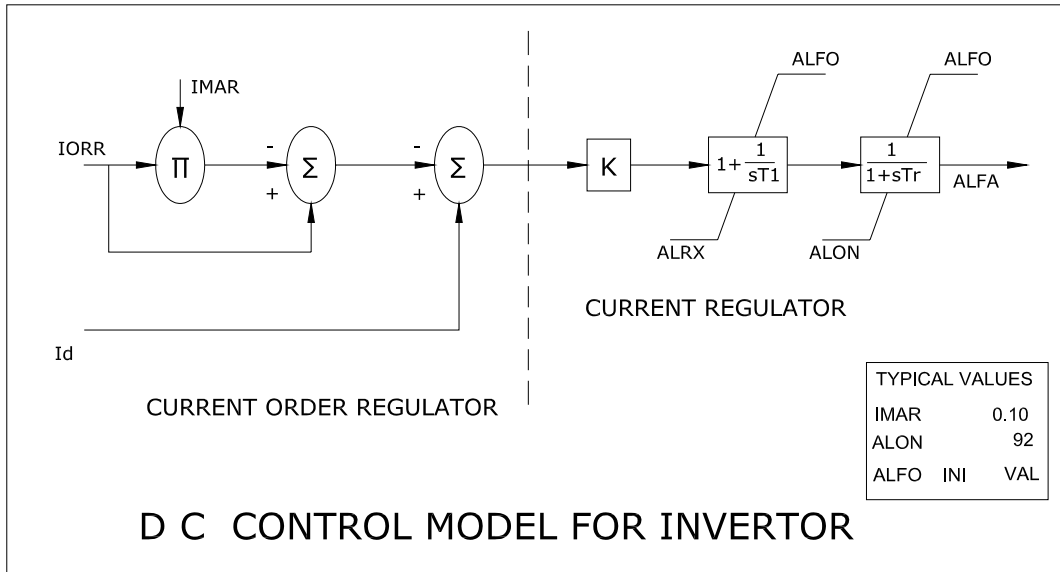 IMAR
IORR
Π
-
+
Σ
-
+
Σ
Id
CURRENT ORDER REGULATOR
K
ALFO
1+ 1/sT1
ALRX
ALFO
1/1+sTr
ALON
ALFA
CURRENT REGULATOR
TYPICAL VALUES
IMAR 0.10
ALON 92
ALFO INI VAL
D C CONTROL MODEL FOR INVERTOR